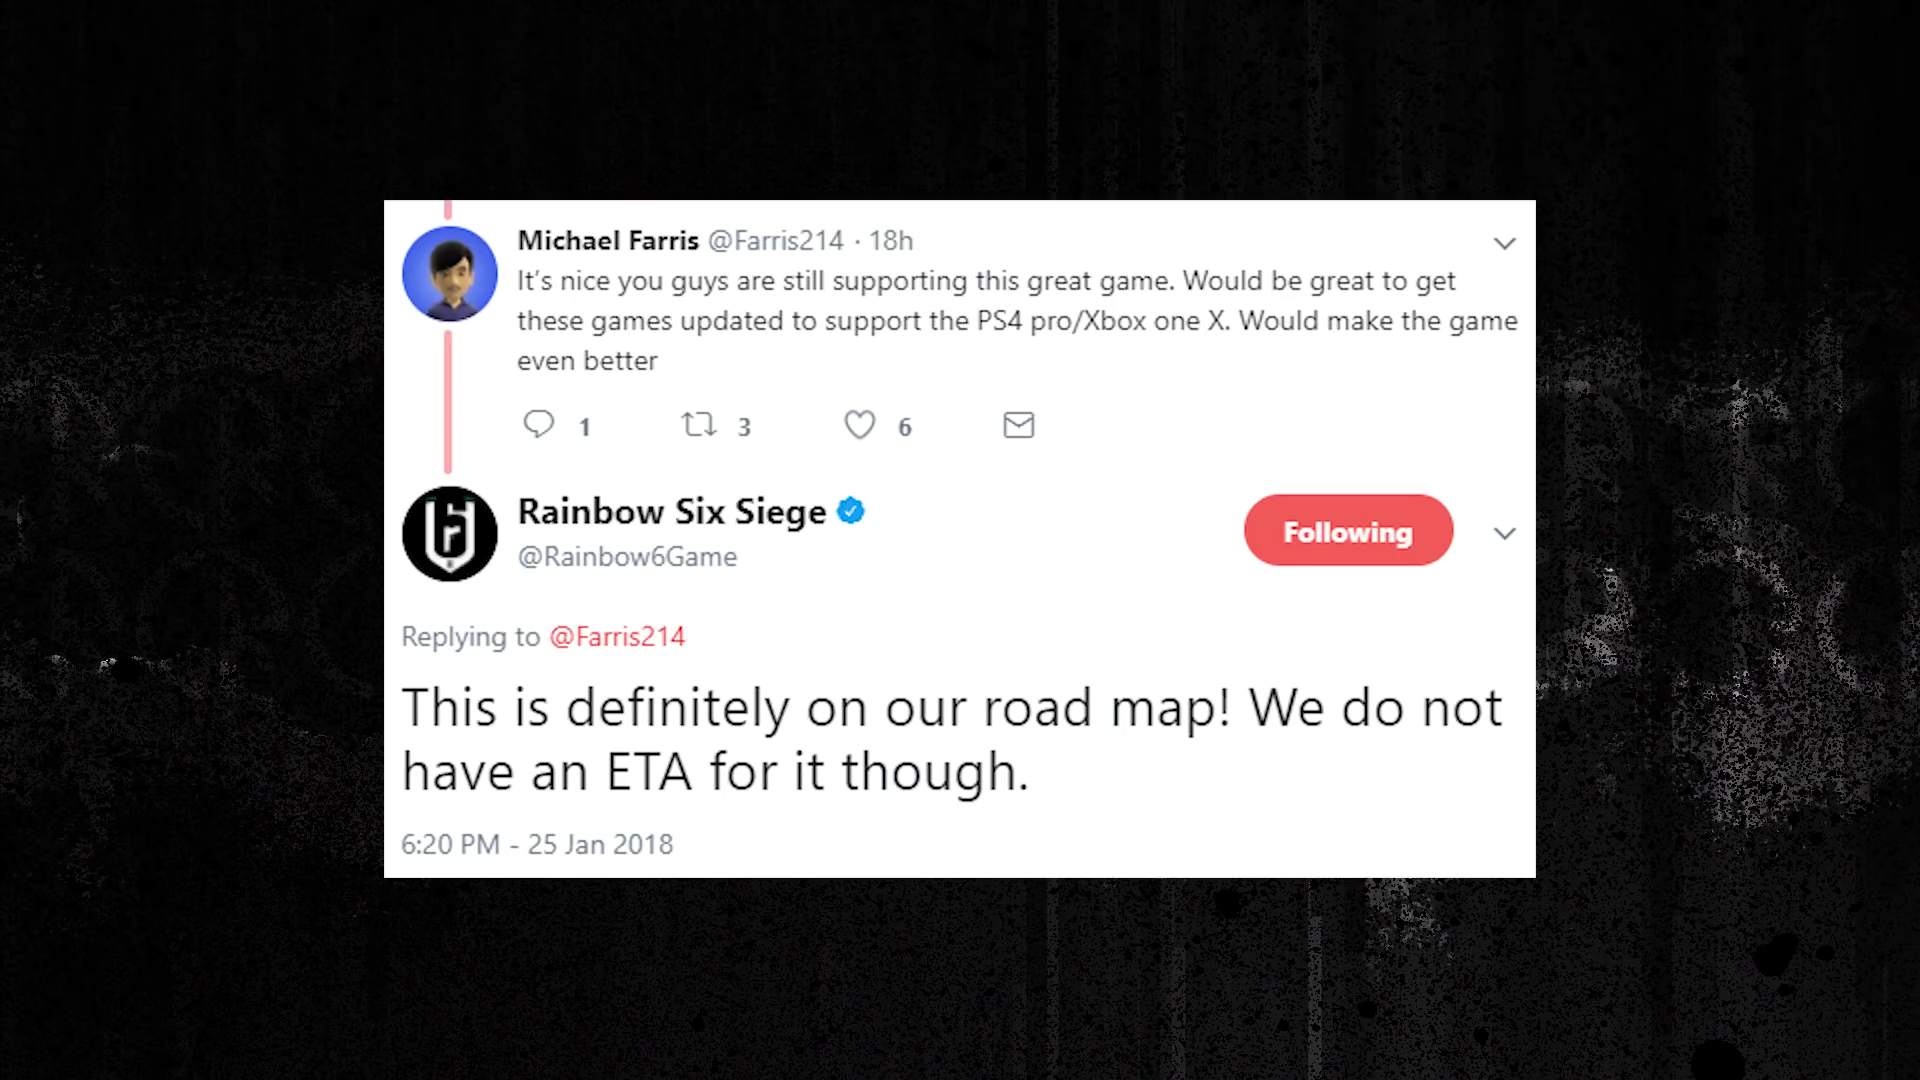 Michael Farris @Farris214 · 18h
It’s nice you guys are still supporting this great game. Would be great to get
these games updated to support the PS4 pro/Xbox one X. Would make the game
even better
1 3 6
Rainbow Six Siege
Following
@Rainbow6Game
Replying to @Farris214
This is definitely on our road map! We do not
have an ETA for it though.
6:20 PM - 25 Jan 2018